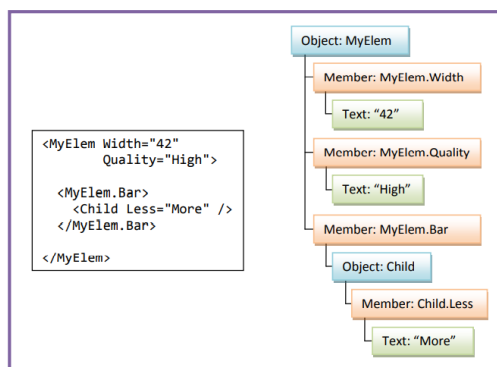 <MyElem Width="42"
Quality="High">
<MyElem.Bar>
<Child Less="More" />
</MyElem.Bar>
</MyElem>
Object: MyElem
Member: MyElem.Width
Text: “42”
Member: MyElem.Quality
Text: “High”
Member: MyElem.Bar
Object: Child
Member: Child.Less
Text: “More”